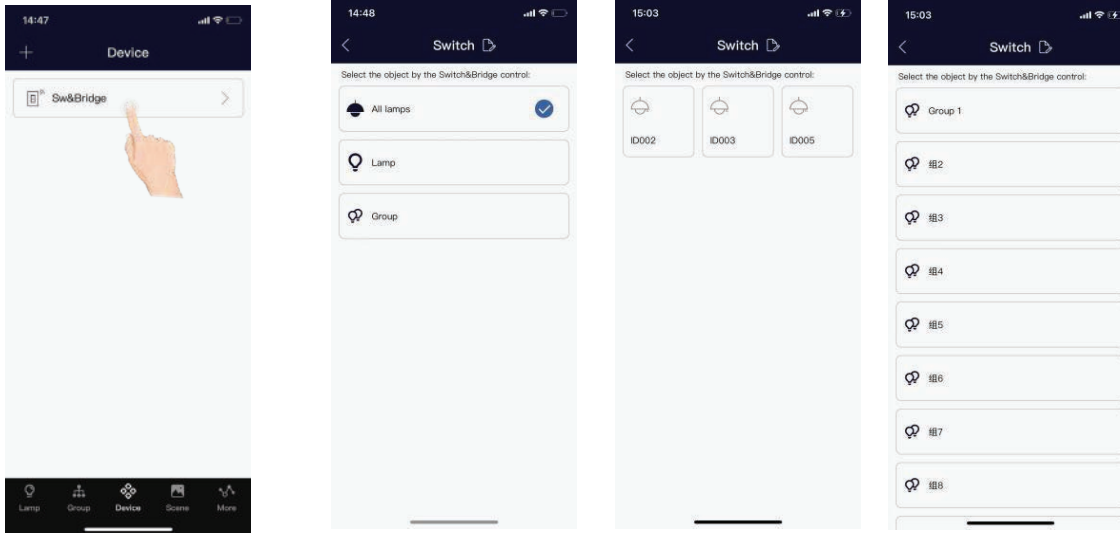 14:47
Device
Sw&Bridge
Lamp
Group
Device
Scene
More
14:48
Switch
Select the object by the Switch&Bridge control:
All lamps
Lamp
Group
15:03
Switch
Select the object by the Switch&Bridge control:
ID002
ID003
ID005
15:03
Switch
Select the object by the Switch&Bridge control:
Group 1
组2
组3
组4
组5
组6
组7
组8